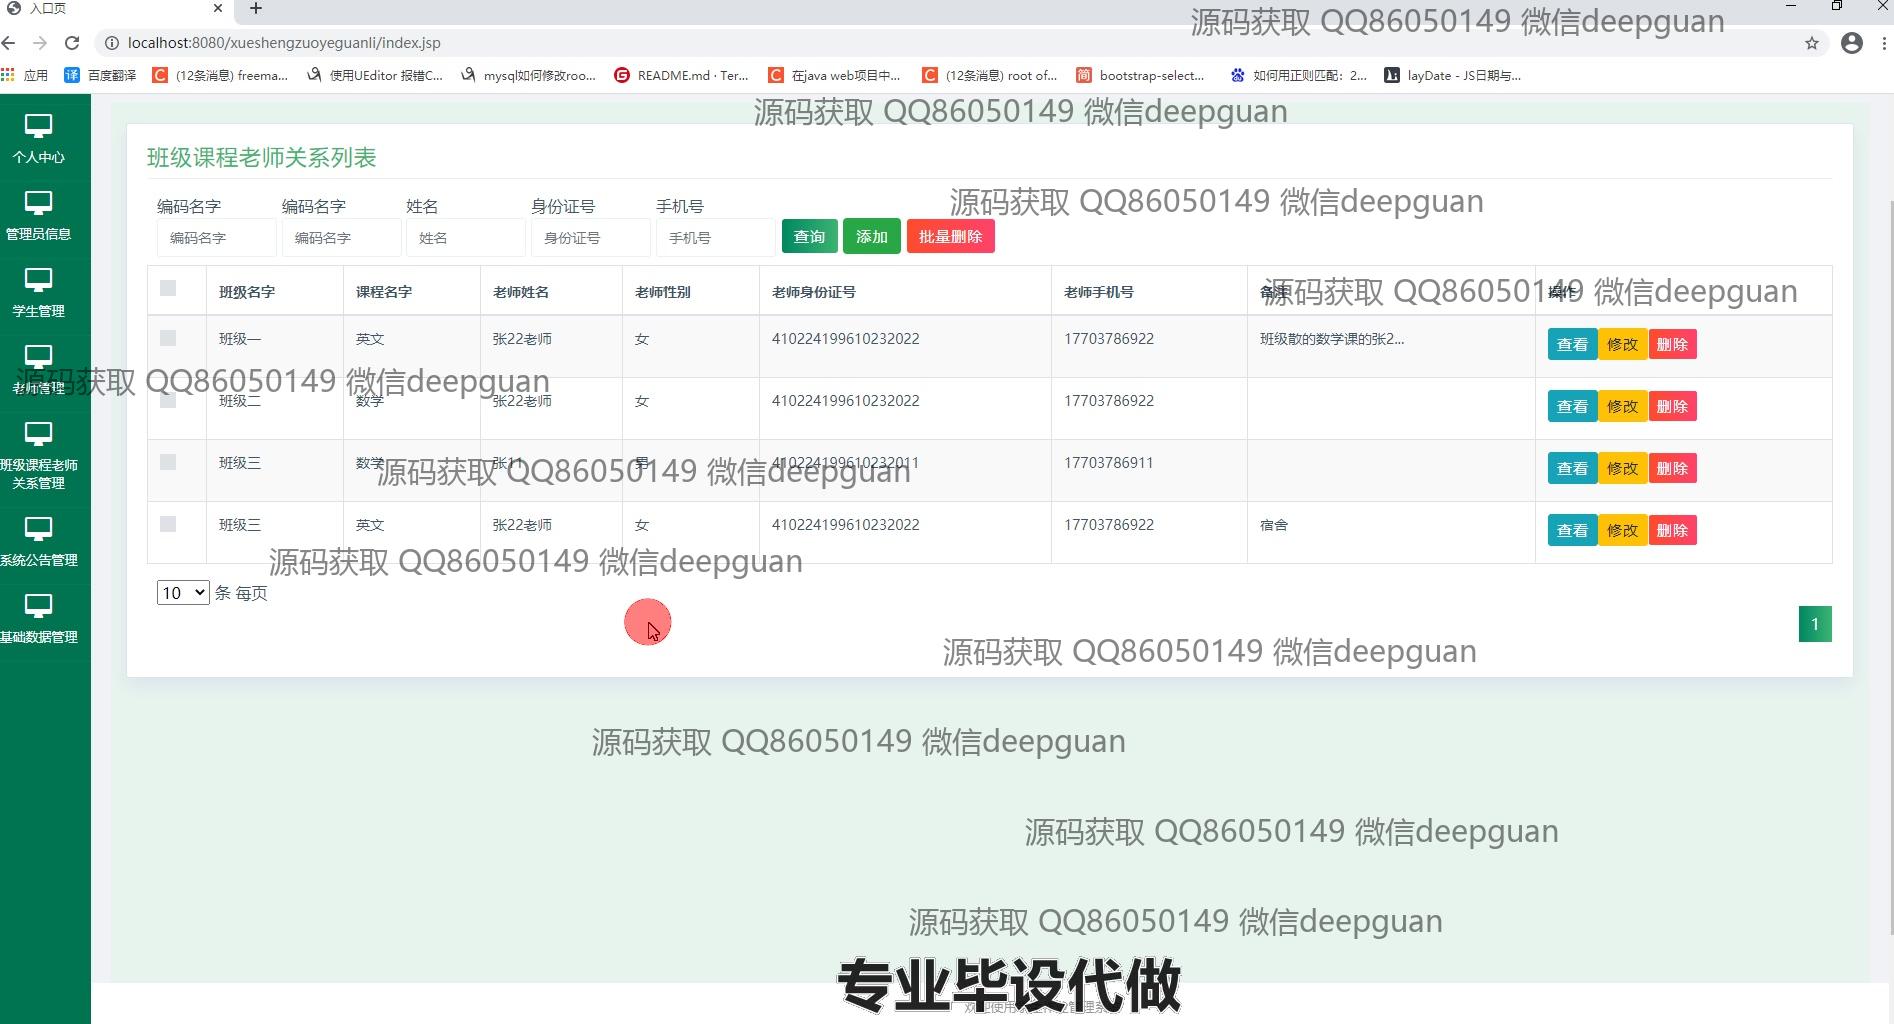 入口页
localhost:8080/xueshengzuoyeguanli/index.jsp
源码获取 QQ86050149 微信deepguan
应用 百度翻译 (12条消息) freema... 使用UEditor 报错C... mysql如何修改roo... README.md · Ter... 在java web项目中... (12条消息) root of... bootstrap-select... 如何用正则匹配：2... layDate - JS日期与...
源码获取 QQ86050149 微信deepguan
个人中心
管理员信息
学生管理
老师管理
班级课程老师
关系管理
系统公告管理
基础数据管理
班级课程老师关系列表
编码名字 编码名字 姓名 身份证号 手机号
源码获取 QQ86050149 微信deepguan
编码名字 编码名字 姓名 身份证号 手机号 查询 添加 批量删除
班级名字 课程名字 老师姓名 老师性别 老师身份证号 老师手机号 备注 操作
源码获取 QQ86050149 微信deepguan
班级一 英文 张22老师 女 410224199610232022 17703786922 班级散的数学课的张2... 查看 修改 删除
源码获取 QQ86050149 微信deepguan
班级二 数学 张22老师 女 410224199610232022 17703786922 查看 修改 删除
班级三 数学 张11 男 410224199610232011 17703786911 查看 修改 删除
源码获取 QQ86050149 微信deepguan
班级三 英文 张22老师 女 410224199610232022 17703786922 宿舍 查看 修改 删除
源码获取 QQ86050149 微信deepguan
10 条 每页
1
源码获取 QQ86050149 微信deepguan
源码获取 QQ86050149 微信deepguan
源码获取 QQ86050149 微信deepguan
源码获取 QQ86050149 微信deepguan
专业毕设代做